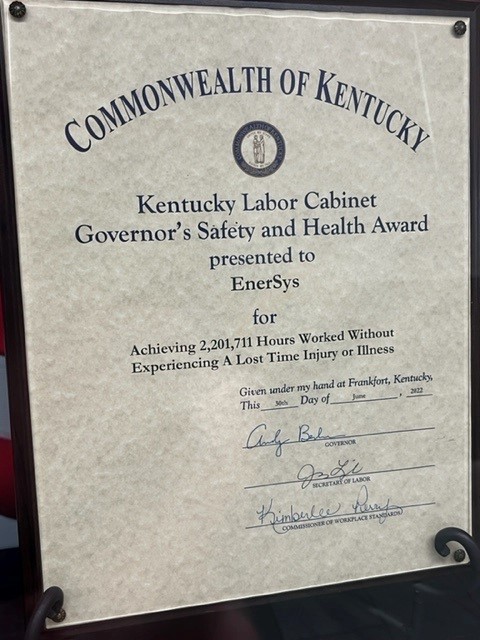 COMMONWEALTH OF KENTUCKY
Kentucky Labor Cabinet
Governor's Safety and Health Award
presented to
EnerSys
for
Achieving 2,201,711 Hours Worked Without
Experiencing A Lost Time Injury or Illness
Given under my hand at Frankfort, Kentucky,
This 30th Day of June, 2022
Andy
GOVERNOR
SECRETARY OF LABOR
Kimberlee
COMMISSIONER OF WORKPLACE STANDARDS